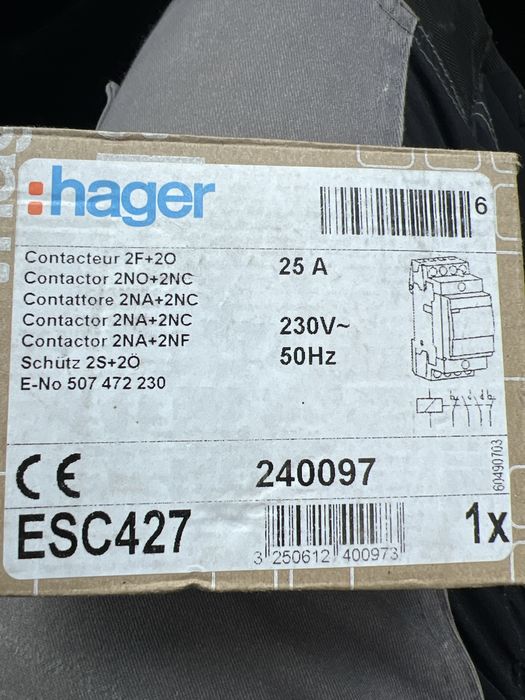 :hager
6
Contacteur 2F+2O
Contactor 2NO+2NC
Contattore 2NA+2NC
Contactor 2NA+2NC
Contactor 2NA+2NF
Schütz 2S+2Ö
E-No 507 472 230
25 A
230V~
50Hz
CE
240097
60490703
ESC427
3 250612 400973
1x